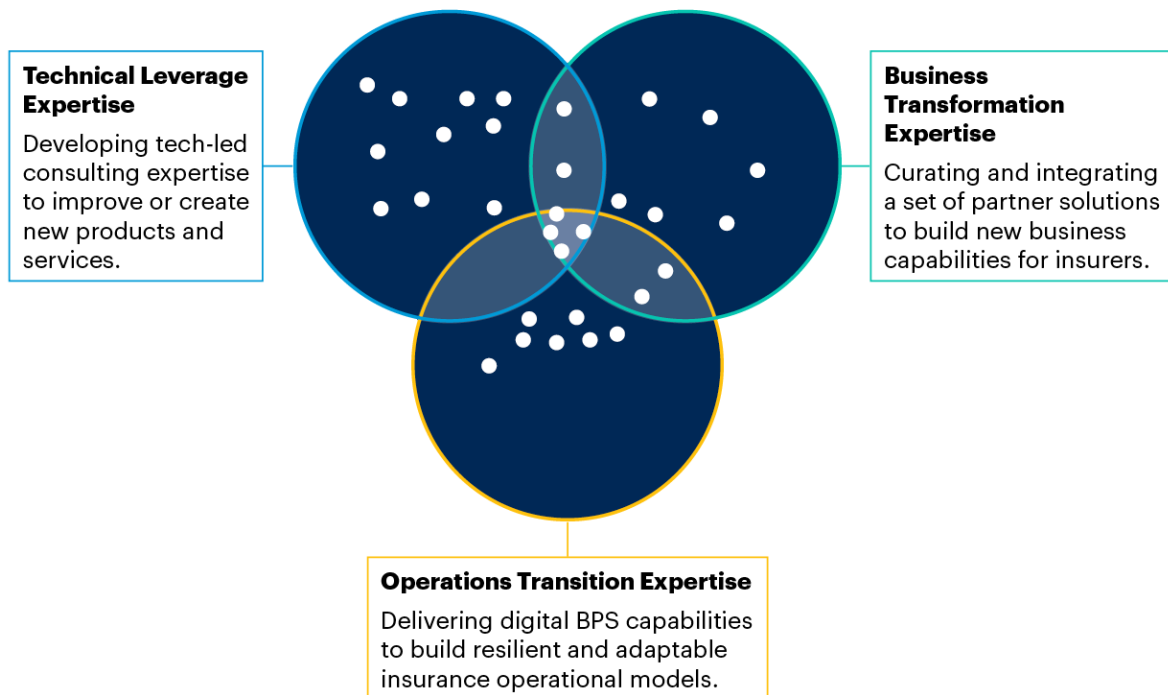 Technical Leverage
Expertise
Developing tech-led
consulting expertise
to improve or create
new products and
services.
Business
Transformation
Expertise
Curating and integrating
a set of partner solutions
to build new business
capabilities for insurers.
Operations Transition Expertise
Delivering digital BPS capabilities
to build resilient and adaptable
insurance operational models.